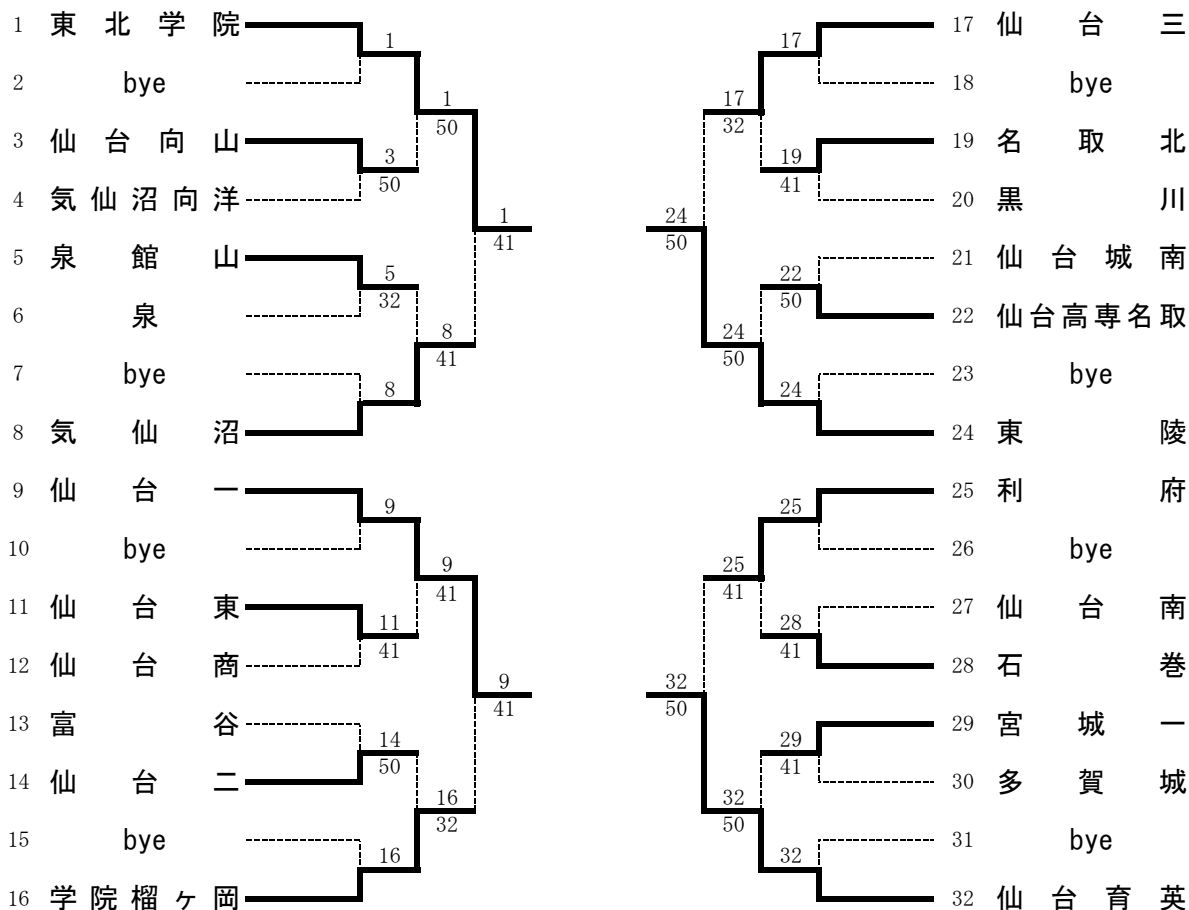 1 東北学院
2 bye
3 仙台向山
4 気仙沼向洋
5 泉館山
6 泉
7 bye
8 気仙沼
9 仙台一
10 bye
11 仙台東
12 仙台商
13 富谷
14 仙台二
15 bye
16 学院榴ヶ岡
1
3
50
5
32
8
9
11
41
14
50
16
1
50
8
41
9
41
16
32
1
41
9
41
24
50
32
50
17
32
24
50
25
41
32
50
17
19
41
22
50
24
25
28
41
29
41
32
17 仙台三
18 bye
19 名取北
20 黒川
21 仙台城南
22 仙台高専名取
23 bye
24 東陵
25 利府
26 bye
27 仙台南
28 石巻
29 宮城一
30 多賀城
31 bye
32 仙台育英